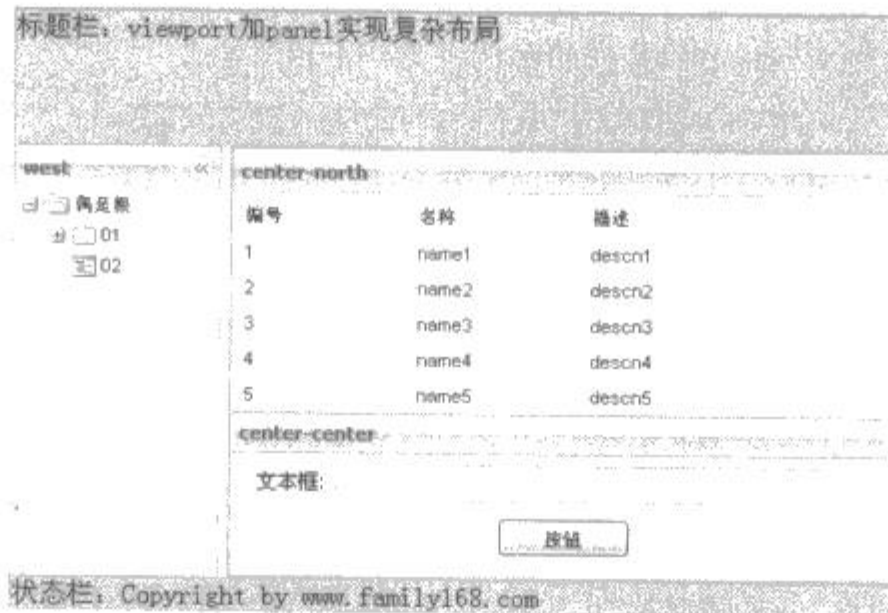 标题栏：viewport加panel实现复杂布局
west «
center-north
偶是根
01
02
编号 名称 描述
1 name1 descn1
2 name2 descn2
3 name3 descn3
4 name4 descn4
5 name5 descn5
center-center
文本框:
按钮
状态栏：Copyright by www.family168.com